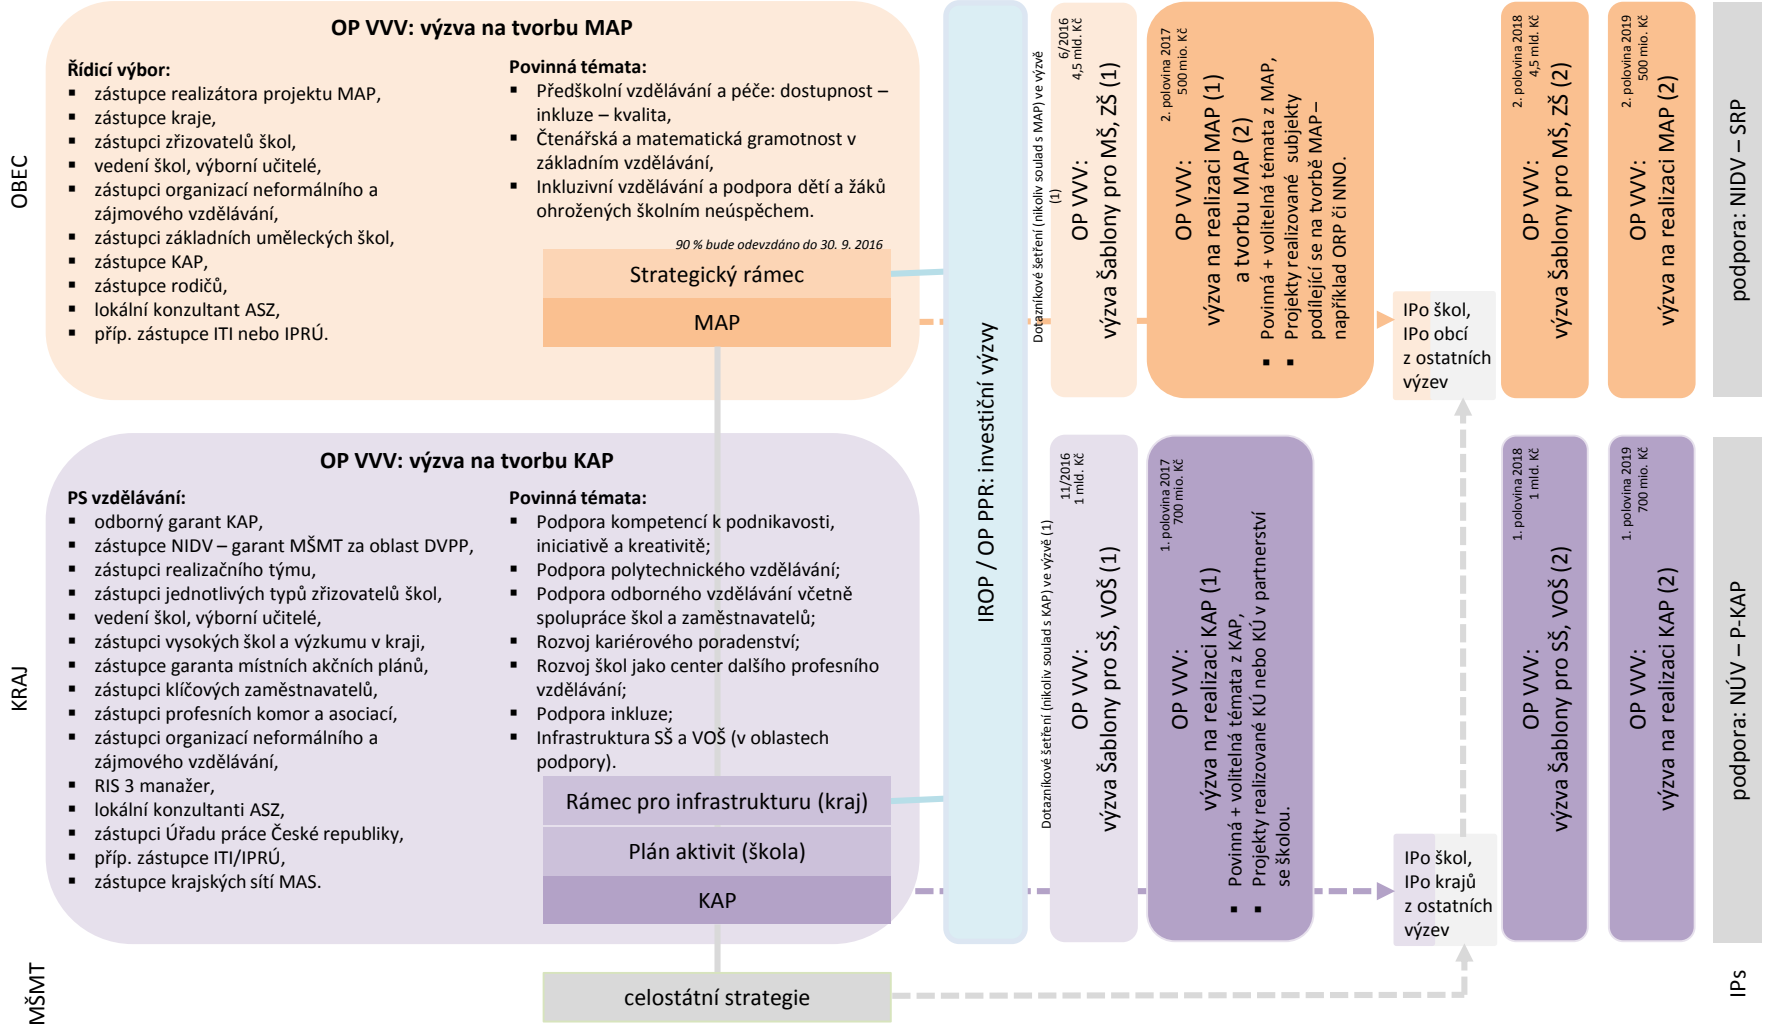 OBEC
OP VVV: výzva na tvorbu MAP
Řídicí výbor:
▪ zástupce realizátora projektu MAP,
▪ zástupce kraje,
▪ zástupci zřizovatelů škol,
▪ vedení škol, výborní učitelé,
▪ zástupci organizací neformálního a
zájmového vzdělávání,
▪ zástupci základních uměleckých škol,
▪ zástupce KAP,
▪ zástupce rodičů,
▪ lokální konzultant ASZ,
▪ příp. zástupce ITI nebo IPRÚ.
Povinná témata:
▪ Předškolní vzdělávání a péče: dostupnost –
inkluze – kvalita,
▪ Čtenářská a matematická gramotnost v
základním vzdělávání,
▪ Inkluzivní vzdělávání a podpora dětí a žáků
ohrožených školním neúspěchem.
90 % bude odevzdáno do 30. 9. 2016
Strategický rámec
MAP
IROP / OP PPR: investiční výzvy
Dotazníkové šetření (nikoliv soulad s MAP) ve výzvě
(1)
6/2016
4,5 mld. Kč
OP VVV:
výzva Šablony pro MŠ, ZŠ (1)
2. polovina 2017
500 mio. Kč
OP VVV:
výzva na realizaci MAP (1)
a tvorbu MAP (2)
▪ Povinná + volitelná témata z MAP,
▪ Projekty realizované subjekty
podílející se na tvorbě MAP –
například ORP či NNO.
IPo škol,
IPo obcí
z ostatních
výzev
2. polovina 2018
4,5 mld. Kč
OP VVV:
výzva Šablony pro MŠ, ZŠ (2)
2. polovina 2019
500 mio. Kč
OP VVV:
výzva na realizaci MAP (2)
podpora: NIDV – SRP
KRAJ
OP VVV: výzva na tvorbu KAP
PS vzdělávání:
▪ odborný garant KAP,
▪ zástupce NIDV – garant MŠMT za oblast DVPP,
▪ zástupci realizačního týmu,
▪ zástupci jednotlivých typů zřizovatelů škol,
▪ vedení škol, výborní učitelé,
▪ zástupci vysokých škol a výzkumu v kraji,
▪ zástupce garanta místních akčních plánů,
▪ zástupci klíčových zaměstnavatelů,
▪ zástupci profesních komor a asociací,
▪ zástupci organizací neformálního a
zájmového vzdělávání,
▪ RIS 3 manažer,
▪ lokální konzultanti ASZ,
▪ zástupci Úřadu práce České republiky,
▪ příp. zástupce ITI/IPRÚ,
▪ zástupce krajských sítí MAS.
Povinná témata:
▪ Podpora kompetencí k podnikavosti,
iniciativě a kreativitě;
▪ Podpora polytechnického vzdělávání;
▪ Podpora odborného vzdělávání včetně
spolupráce škol a zaměstnavatelů;
▪ Rozvoj kariérového poradenství;
▪ Rozvoj škol jako center dalšího profesního
vzdělávání;
▪ Podpora inkluze;
▪ Infrastruktura SŠ a VOŠ (v oblastech
podpory).
Rámec pro infrastrukturu (kraj)
Plán aktivit (škola)
KAP
Dotazníkové šetření (nikoliv soulad s KAP) ve výzvě (1)
11/2016
1 mld. Kč
OP VVV:
výzva Šablony pro SŠ, VOŠ (1)
1. polovina 2017
700 mio. Kč
OP VVV:
výzva na realizaci KAP (1)
▪ Povinná + volitelná témata z KAP,
▪ Projekty realizované KÚ nebo KÚ v partnerství
se školou.
IPo škol,
IPo krajů
z ostatních
výzev
1. polovina 2018
1 mld. Kč
OP VVV:
výzva Šablony pro SŠ, VOŠ (2)
1. polovina 2019
700 mio. Kč
OP VVV:
výzva na realizaci KAP (2)
podpora: NÚV – P-KAP
MŠMT
celostátní strategie
IPs